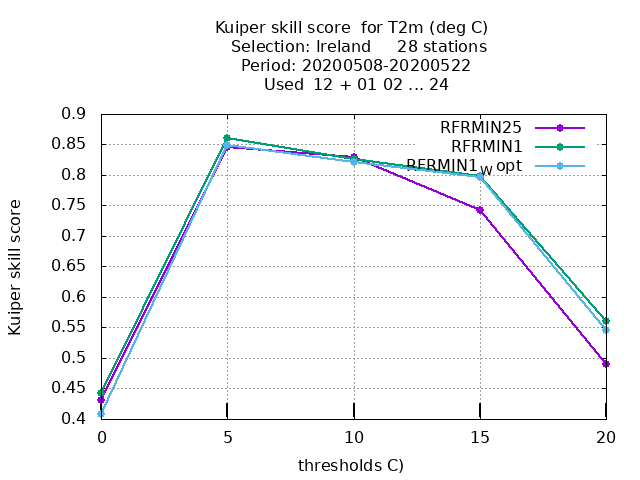 Kuiper skill score for T2m (deg C)
Selection: Ireland 28 stations
Period: 20200508-20200522
Used 12 + 01 02 ... 24
RFRMIN25
RFRMIN1
RFRMIN1w opt
Kuiper skill score
0.9
0.85
0.8
0.75
0.7
0.65
0.6
0.55
0.5
0.45
0.4
0 5 10 15 20
thresholds C)